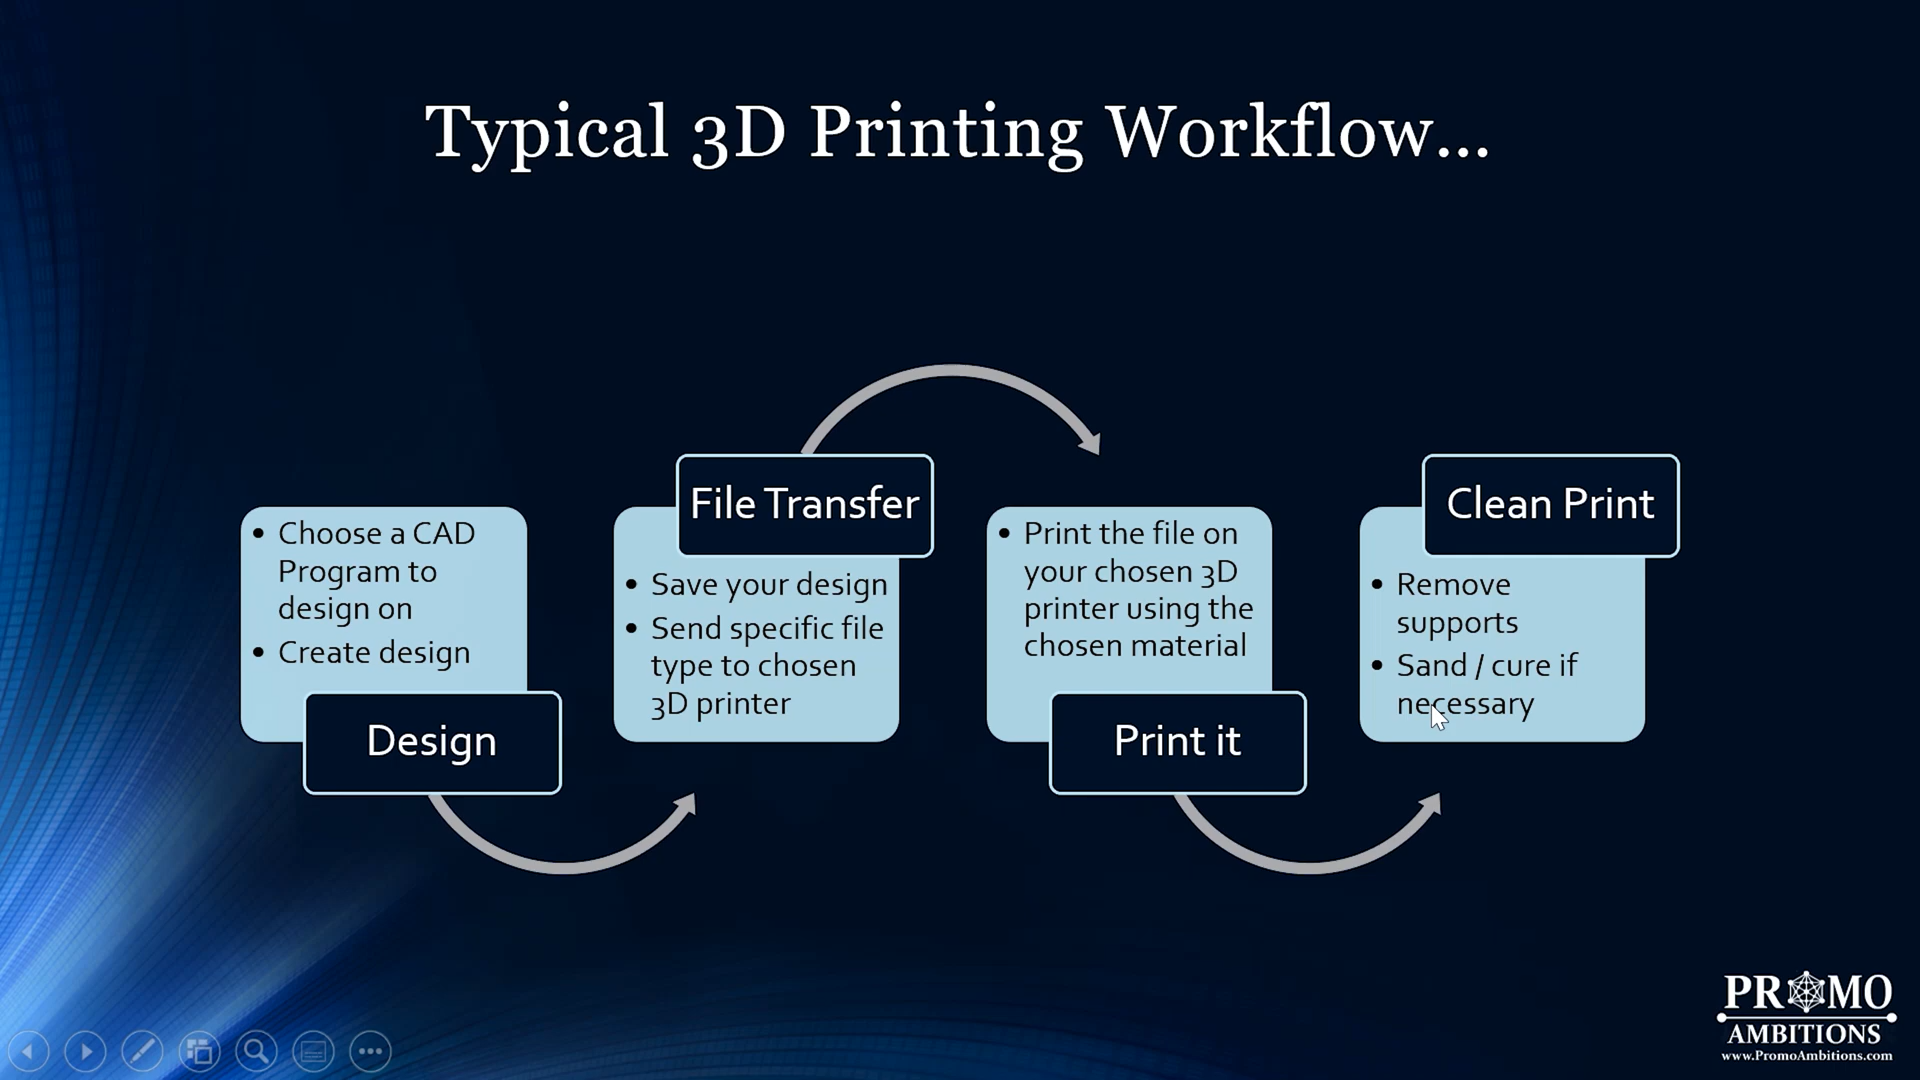 Typical 3D Printing Workflow...
• Choose a CAD
Program to
design on
• Create design
Design
File Transfer
• Save your design
• Send specific file
type to chosen
3D printer
• Print the file on
your chosen 3D
printer using the
chosen material
Print it
Clean Print
• Remove
supports
• Sand / cure if
necessary
PROMO
AMBITIONS
www.PromoAmbitions.com